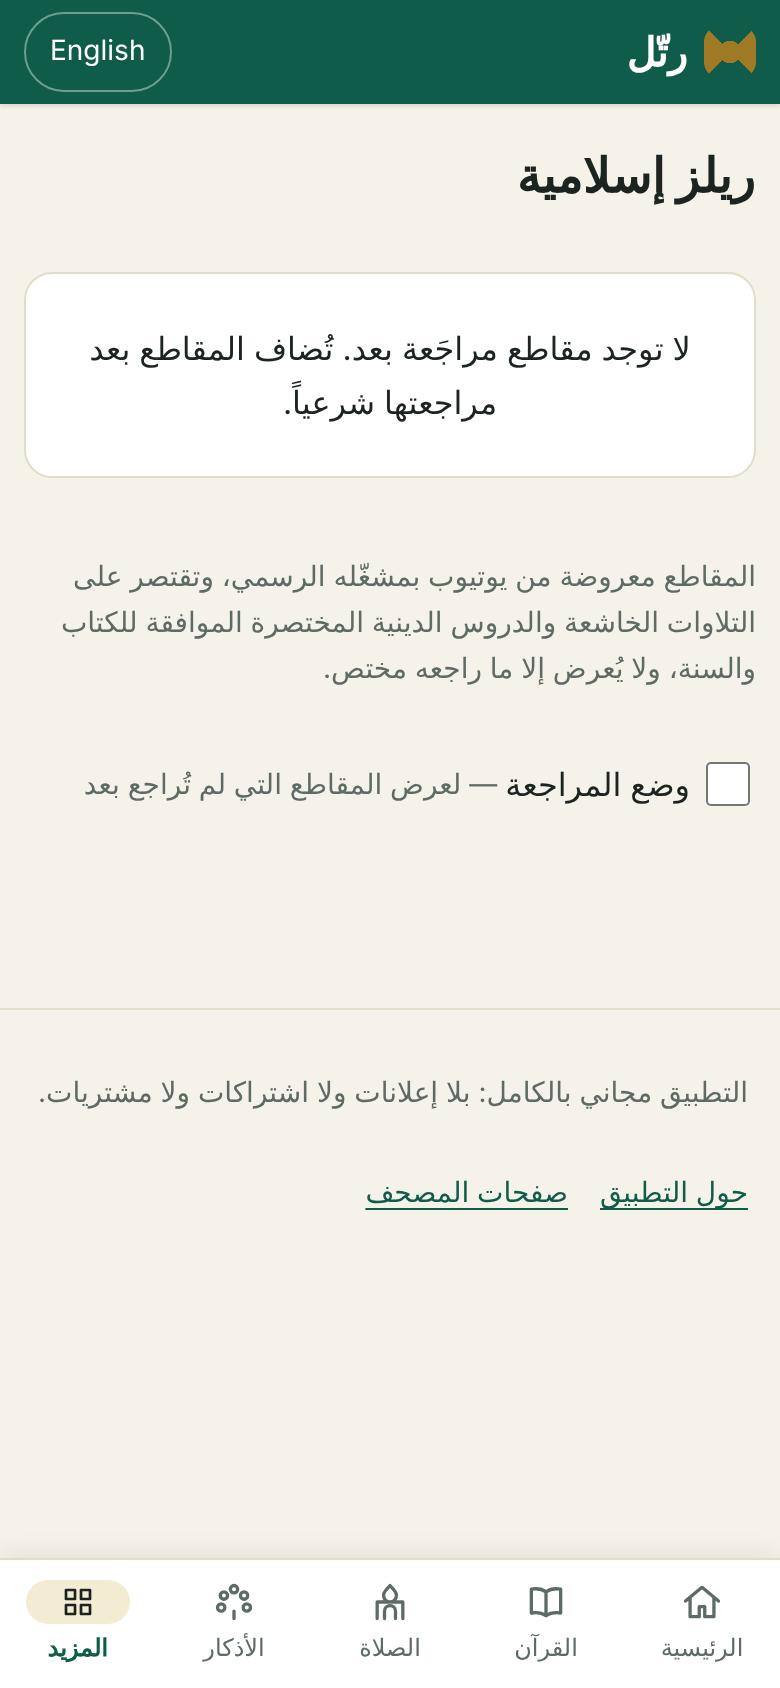 رتّل
English
ريلز إسلامية
لا توجد مقاطع مراجَعة بعد. تُضاف المقاطع بعد
مراجعتها شرعياً.
المقاطع معروضة من يوتيوب بمشغّله الرسمي، وتقتصر على
التلاوات الخاشعة والدروس الدينية المختصرة الموافقة للكتاب
والسنة، ولا يُعرض إلا ما راجعه مختص.
وضع المراجعة — لعرض المقاطع التي لم تُراجع بعد
التطبيق مجاني بالكامل: بلا إعلانات ولا اشتراكات ولا مشتريات.
حول التطبيق صفحات المصحف
الرئيسية القرآن الصلاة الأذكار المزيد